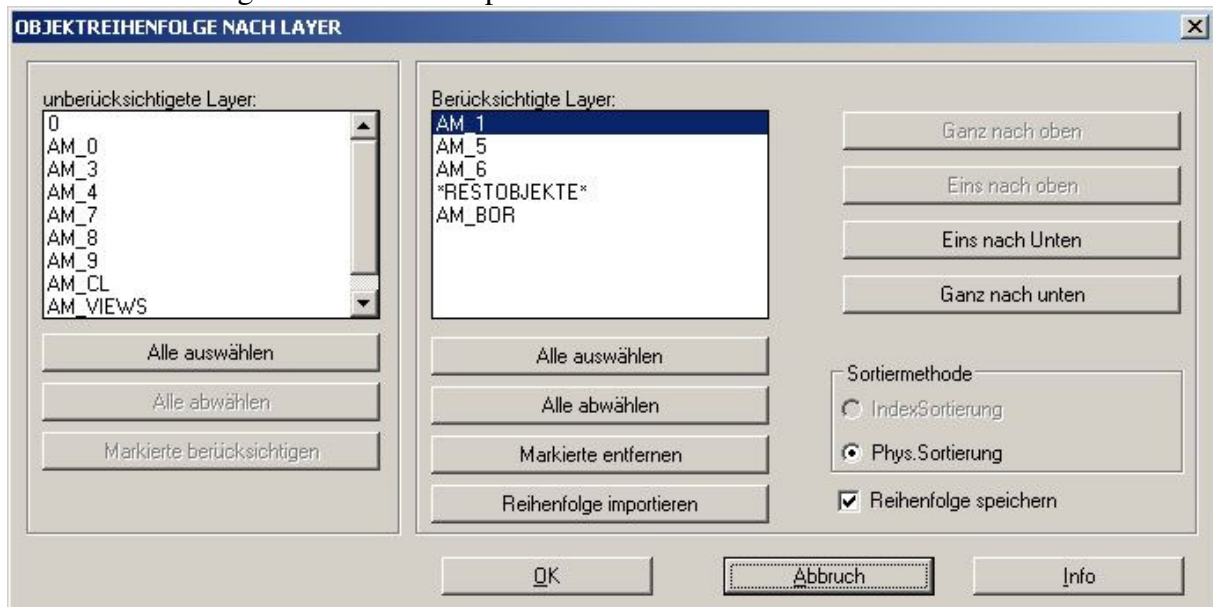 OBJEKTREIHENFOLGE NACH LAYER
unberücksichtigete Layer:
0
AM_0
AM_3
AM_4
AM_7
AM_8
AM_9
AM_CL
AM_VIEWS
Alle auswählen
Alle abwählen
Markierte berücksichtigen
Berücksichtigte Layer:
AM_1
AM_5
AM_6
*RESTOBJEKTE*
AM_BOR
Alle auswählen
Alle abwählen
Markierte entfernen
Reihenfolge importieren
Ganz nach oben
Eins nach oben
Eins nach Unten
Ganz nach unten
Sortiermethode
IndexSortierung
Phys.Sortierung
Reihenfolge speichern
OK
Abbruch
Info